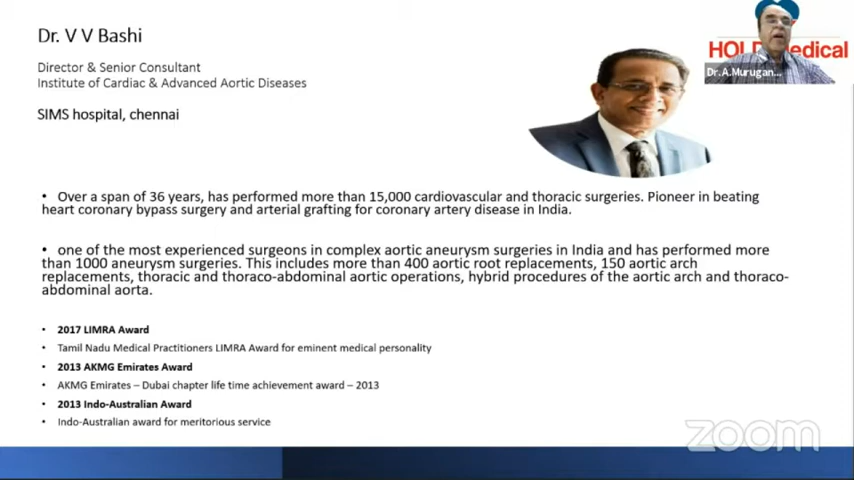 Dr. V V Bashi
Director & Senior Consultant
Institute of Cardiac & Advanced Aortic Diseases
SIMS hospital, chennai
HOLD Medical
Dr.A.Murugan...
• Over a span of 36 years, has performed more than 15,000 cardiovascular and thoracic surgeries. Pioneer in beating
heart coronary bypass surgery and arterial grafting for coronary artery disease in India.
• one of the most experienced surgeons in complex aortic aneurysm surgeries in India and has performed more
than 1000 aneurysm surgeries. This includes more than 400 aortic root replacements, 150 aortic arch
replacements, thoracic and thoraco-abdominal aortic operations, hybrid procedures of the aortic arch and thoraco-
abdominal aorta.
• 2017 LIMRA Award
• Tamil Nadu Medical Practitioners LIMRA Award for eminent medical personality
• 2013 AKMG Emirates Award
• AKMG Emirates – Dubai chapter life time achievement award – 2013
• 2013 Indo-Australian Award
• Indo-Australian award for meritorious service
zoom